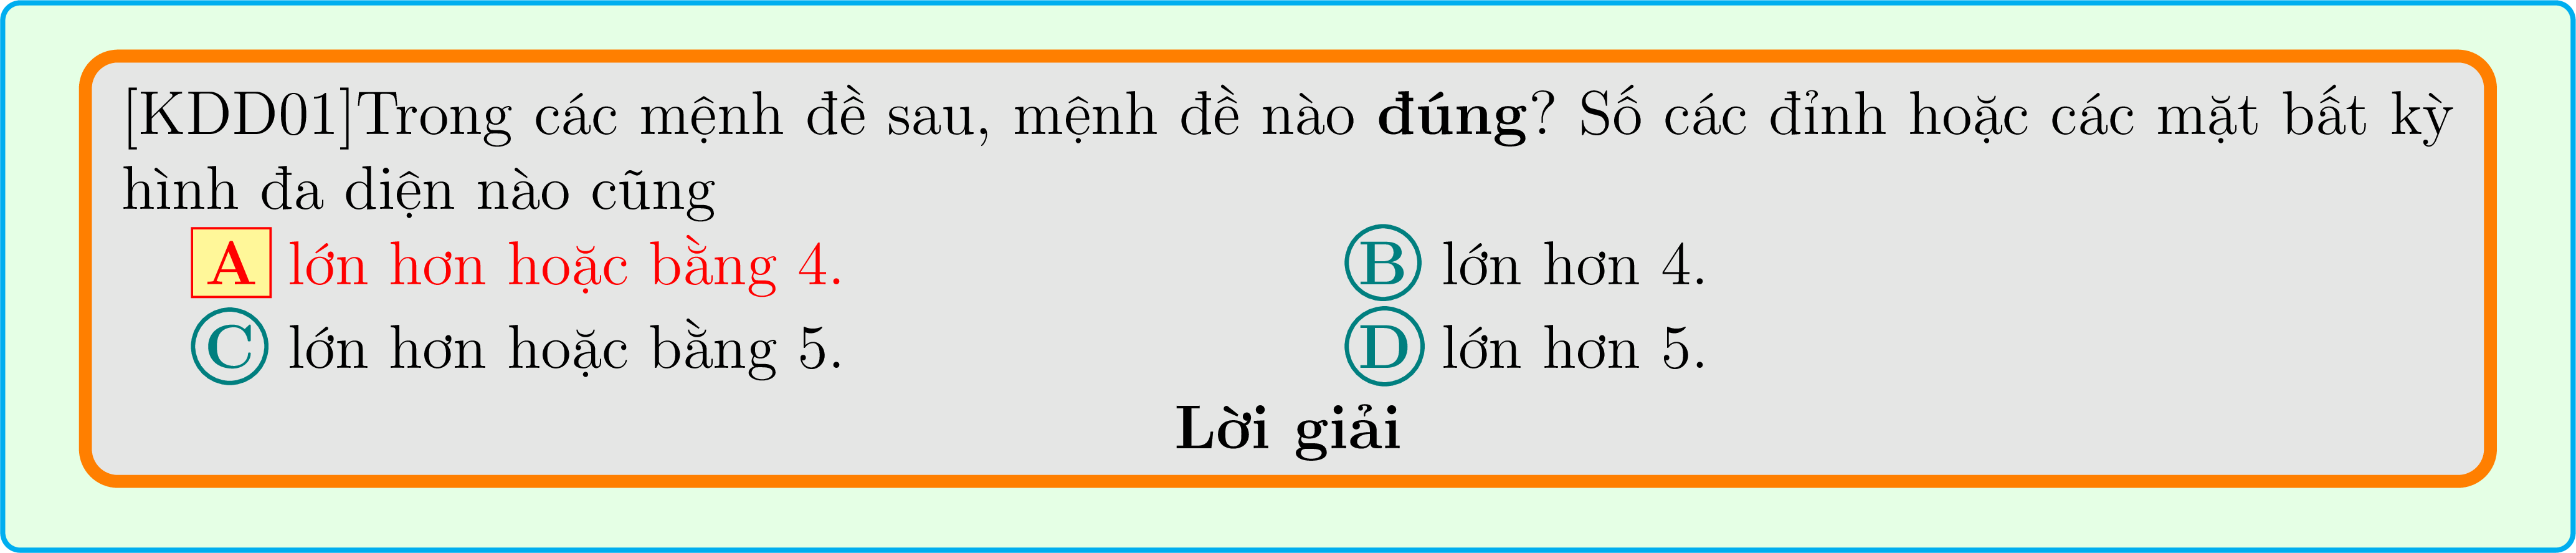 [KDD01]Trong các mệnh đề sau, mệnh đề nào đúng? Số các đỉnh hoặc các mặt bất kỳ
hình đa diện nào cũng
A lớn hơn hoặc bằng 4. B lớn hơn 4.
C lớn hơn hoặc bằng 5. D lớn hơn 5.
Lời giải